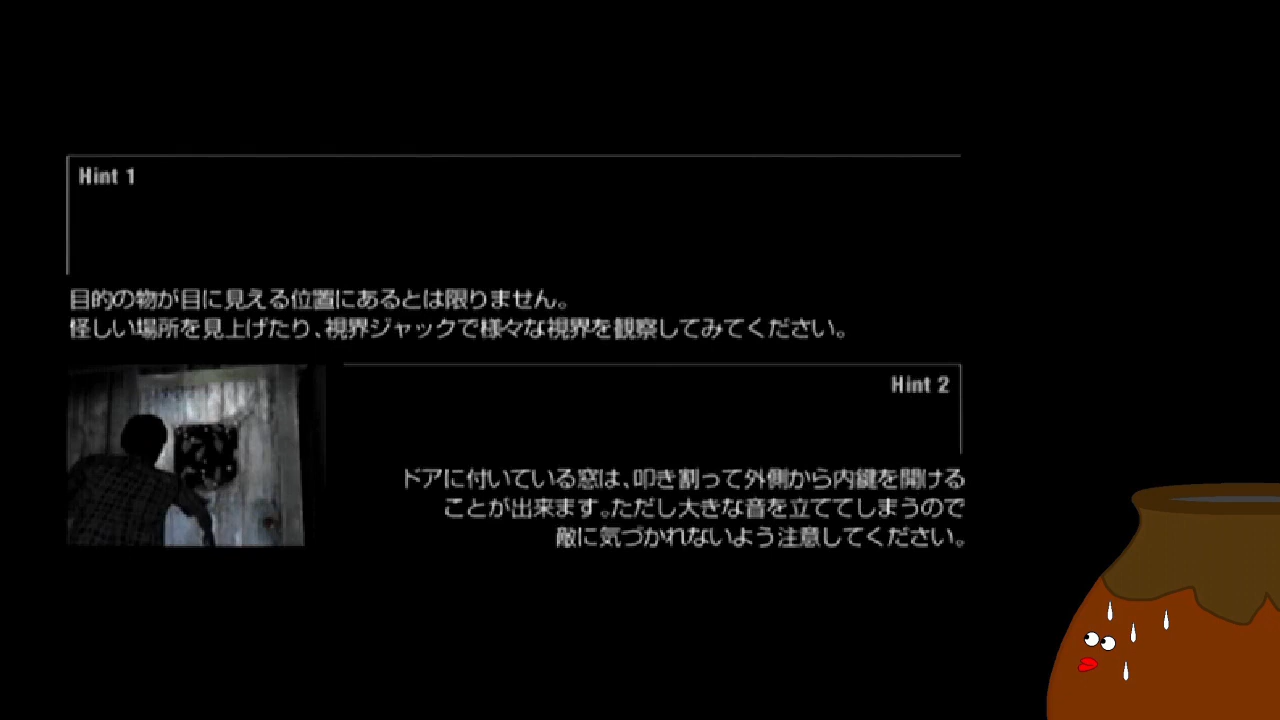 Hint 1
目的の物が目に見える位置にあるとは限りません。
怪しい場所を見上げたり、視界ジャックで様々な視界を観察してみてください。
Hint 2
ドアに付いている窓は、叩き割って外側から内鍵を開ける
ことが出来ます。ただし大きな音を立ててしまうので
敵に気づかれないよう注意してください。